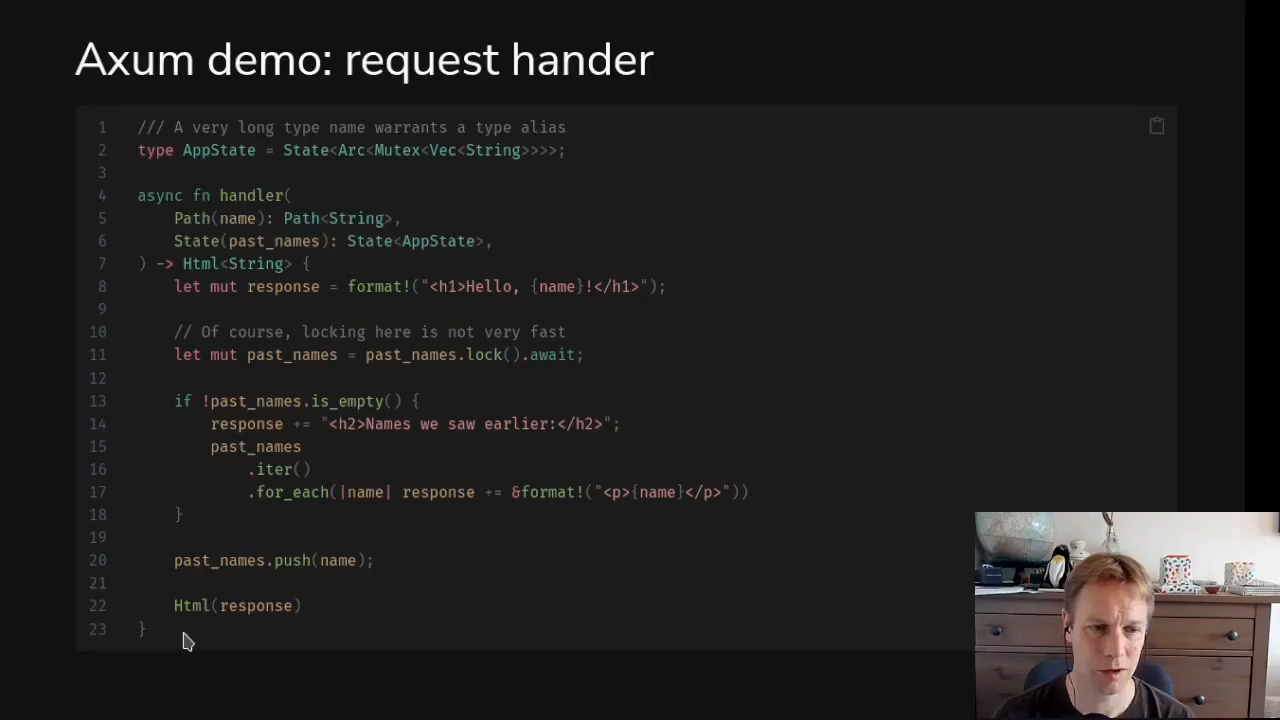 Axum demo: request hander
1 /// A very long type name warrants a type alias
2 type AppState = State<Arc<Mutex<Vec<String>>>>;
3
4 async fn handler(
5     Path(name): Path<String>,
6     State(past_names): State<AppState>,
7 ) -> Html<String> {
8     let mut response = format!("<h1>Hello, {name}!</h1>");
9
10     // Of course, locking here is not very fast
11     let mut past_names = past_names.lock().await;
12
13     if !past_names.is_empty() {
14         response += "<h2>Names we saw earlier:</h2>";
15         past_names
16             .iter()
17             .for_each(|name| response += &format!("<p>{name}</p>"))
18     }
19
20     past_names.push(name);
21
22     Html(response)
23 }